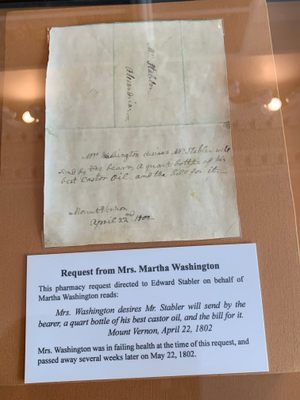 Mr Stabler
Alexandria
Mrs Washington desires Mr Stabler will
send by the bearer, a quart bottle of his
best Castor Oil, and the bill for it.
Mount Vernon,
April 22nd 1802
Request from Mrs. Martha Washington
This pharmacy request directed to Edward Stabler on behalf of
Martha Washington reads:
Mrs. Washington desires Mr. Stabler will send by the
bearer, a quart bottle of his best castor oil, and the bill for it.
Mount Vernon, April 22, 1802
Mrs. Washington was in failing health at the time of this request, and
passed away several weeks later on May 22, 1802.